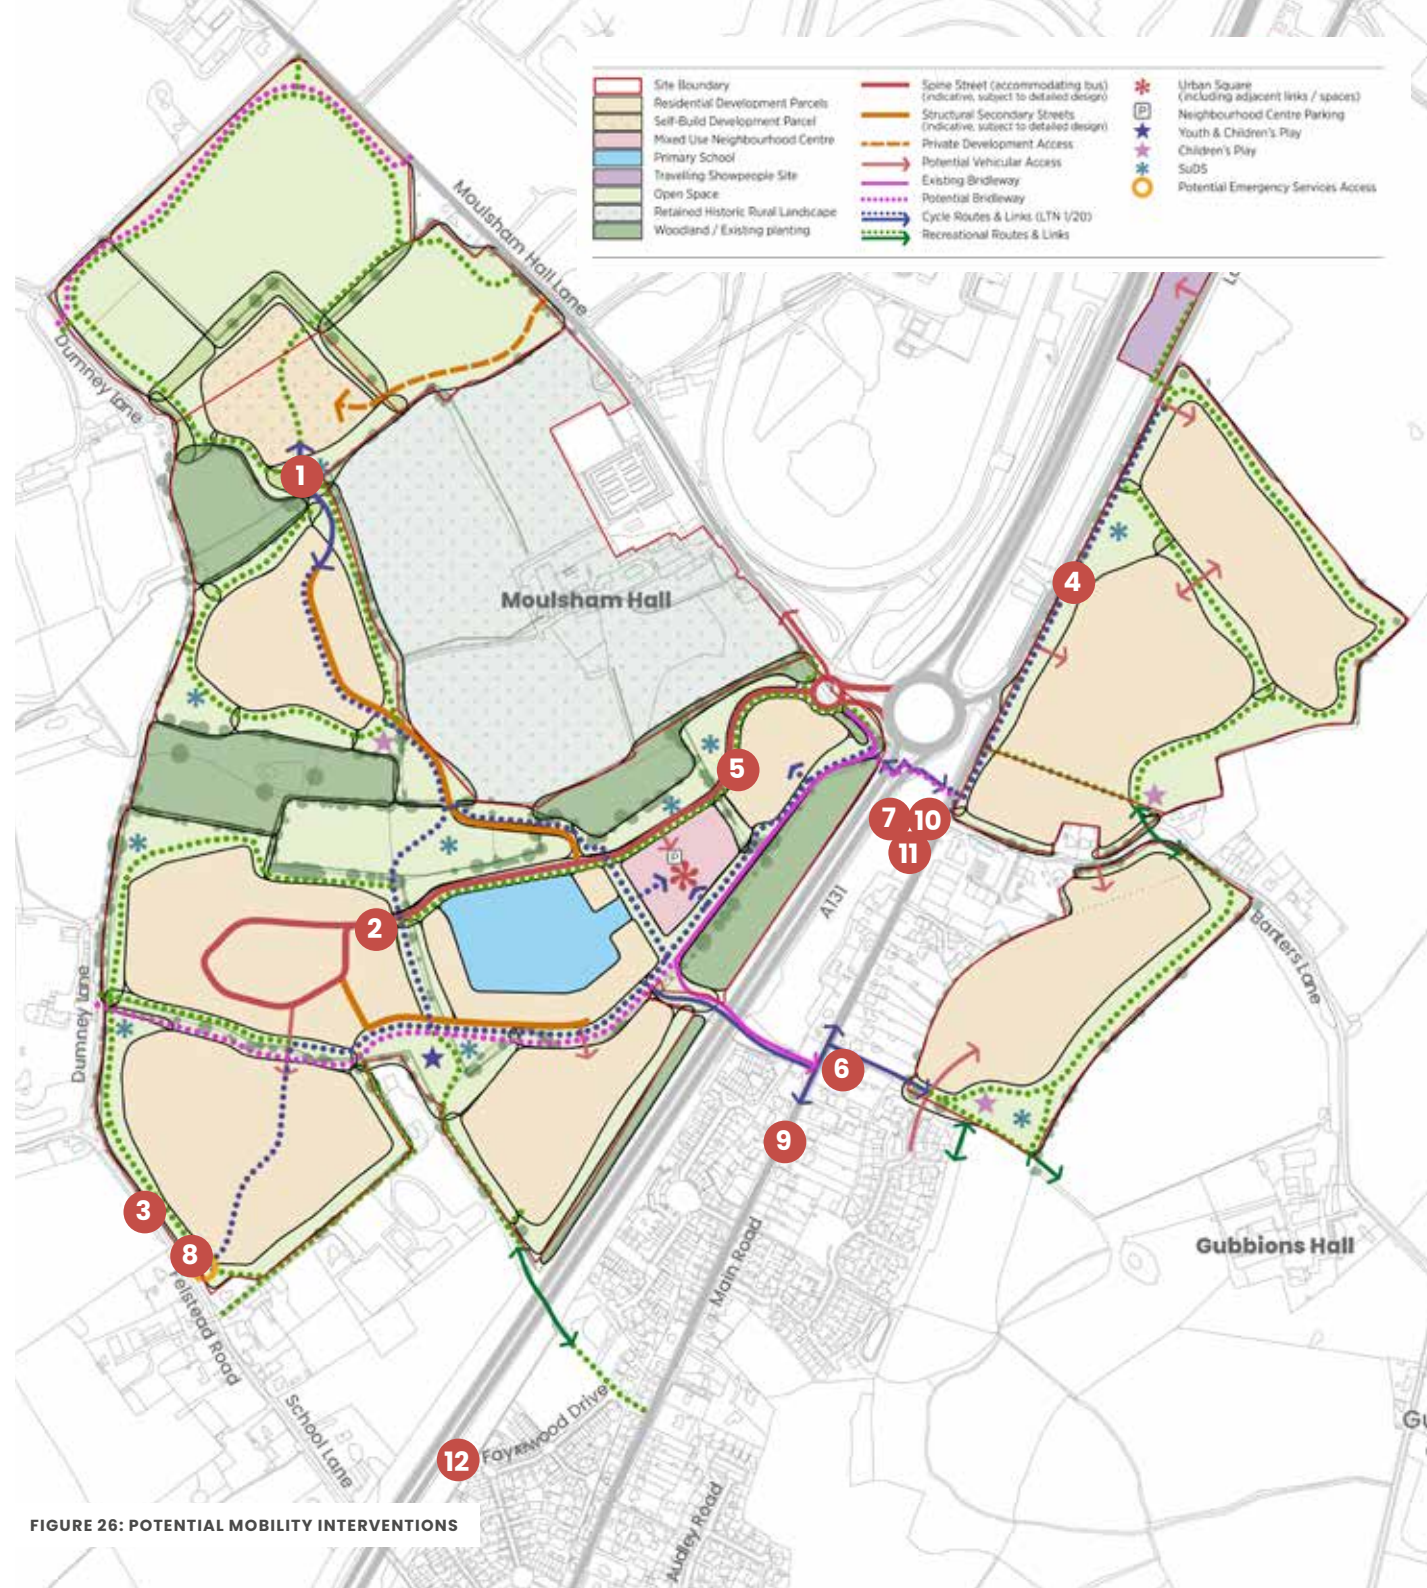 Site Boundary
Residential Development Parcels
Self-Build Development Parcel
Mixed Use Neighbourhood Centre
Primary School
Travelling Showpeople Site
Open Space
Retained Historic Rural Landscape
Woodland / Existing planting
Spine Street (accommodating bus)
(indicative, subject to detailed design)
Structural Secondary Streets
(indicative, subject to detailed design)
Private Development Access
Potential Vehicular Access
Existing Bridleway
Potential Bridleway
Cycle Routes & Links (LTN 1/20)
Recreational Routes & Links
Urban Square
(including adjacent links / spaces)
P
Neighbourhood Centre Parking
Youth & Children's Play
Children's Play
SuDS
Potential Emergency Services Access
Moulsham Hall Lane
Dumney lane
1
Moulsham Hall
4
5
7
10
11
P
A131
2
Banters Lane
Dumney lane
6
9
3
8
Gubbions Hall
Main Road
Felstead Road
School Lane
Fayrewood Drive
12
Audley Road
FIGURE 26: POTENTIAL MOBILITY INTERVENTIONS